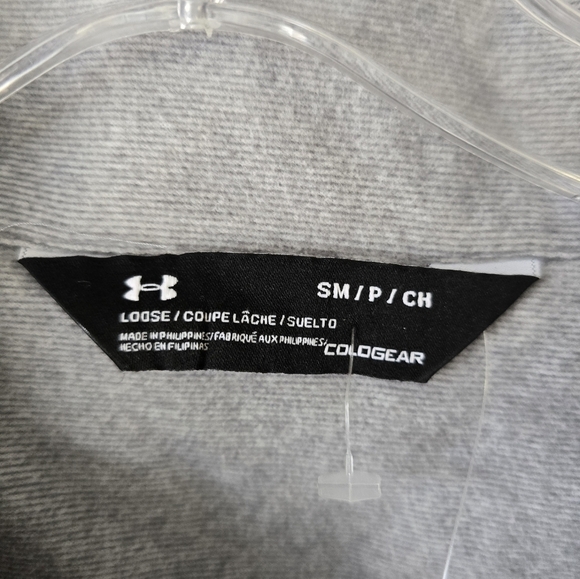 SM / P / CH
LOOSE / COUPE LÂCHE / SUELTO
MADE IN PHILIPPINES/FABRIQUÉ AUX PHILIPPINES/
HECHO EN FILIPINAS
COLDGEAR